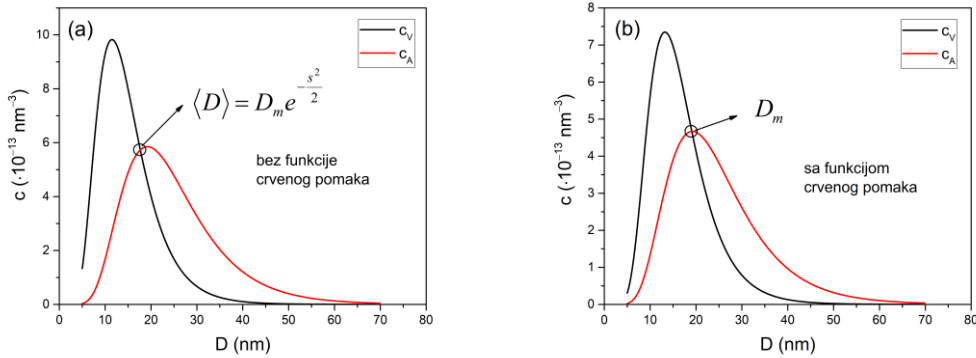 (a)
c_V
c_A
⟨D⟩ = D_m e^{-\frac{s^2}{2}}
bez funkcije
crvenog pomaka
c (·10⁻¹³ nm⁻³)
10
8
6
4
2
0
0 10 20 30 40 50 60 70 80
D (nm)
(b)
c_V
c_A
D_m
sa funkcijom
crvenog pomaka
c (·10⁻¹³ nm⁻³)
8
7
6
5
4
3
2
1
0
0 10 20 30 40 50 60 70 80
D (nm)